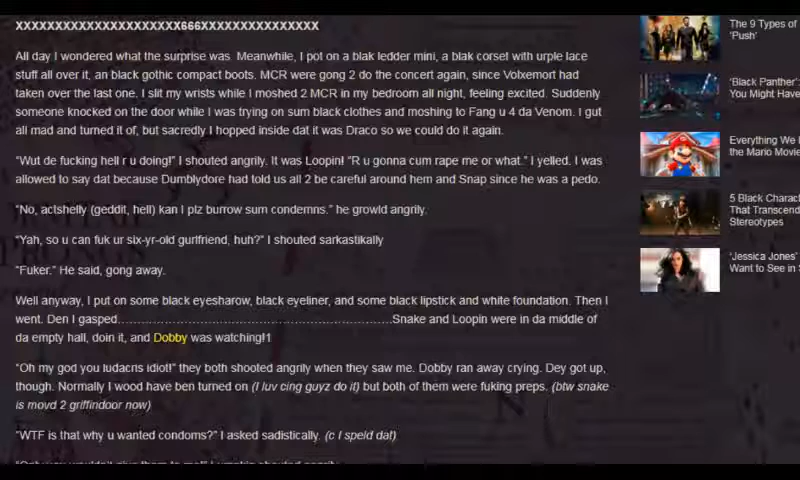 XXXXXXXXXXXXXXXXXXXXX666XXXXXXXXXXXXXXX
All day I wondered what the surprise was. Meanwhile, I pot on a blak ledder mini, a blak corset with urple lace
stuff all over it, an black gothic compact boots. MCR were gong 2 do the concert again, since Volxemort had
taken over the last one. I slit my wrists while I moshed 2 MCR in my bedroom all night, feeling excited. Suddenly
someone knocked on the door while I was trying on sum black clothes and moshing to Fang u 4 da Venom. I gut
all mad and turned it of, but sacredly I hopped inside dat it was Draco so we could do it again.
“Wut de fucking hell r u doing!” I shouted angrily. It was Loopin! “R u gonna cum rape me or what.” I yelled. I was
allowed to say dat because Dumblydore had told us all 2 be careful around hem and Snap since he was a pedo.
“No, actshelly (geddit, hell) kan I plz burrow sum condemns.” he growld angrily.
“Yah, so u can fuk ur six-yr-old gurlfriend, huh?” I shouted sarkastikally
“Fuker.” He said, gong away.
Well anyway, I put on some black eyesharow, black eyeliner, and some black lipstick and white foundation. Then I
went. Den I gasped……………………………………………………………………….Snake and Loopin were in da middle of
da empty hall, doin it, and Dobby was watching!1
“Oh my god you ludacris idiot!” they both shooted angrily when they saw me. Dobby ran away crying. Dey got up,
though. Normally I wood have ben turned on (I luv cing guyz do it) but both of them were fuking preps. (btw snake
is movd 2 griffindoor now)
“WTF is that why u wanted condoms?” I asked sadistically. (c I speld dat)
The 9 Types of
‘Push’
‘Black Panther’:
You Might Have
Everything We
the Mario Movie
5 Black Charac
That Transcend
Stereotypes
‘Jessica Jones’
Want to See in